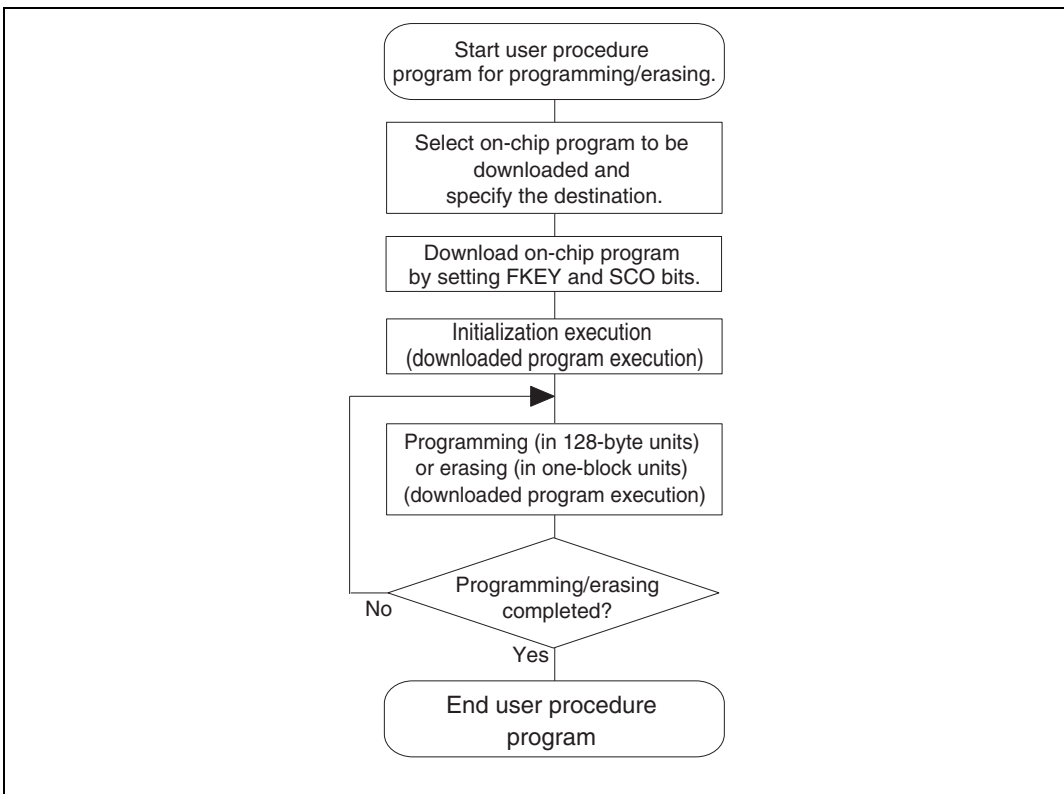 Start user procedure
program for programming/erasing.
Select on-chip program to be
downloaded and
specify the destination.
Download on-chip program
by setting FKEY and SCO bits.
Initialization execution
(downloaded program execution)
Programming (in 128-byte units)
or erasing (in one-block units)
(downloaded program execution)
Programming/erasing
completed?
No
Yes
End user procedure
program